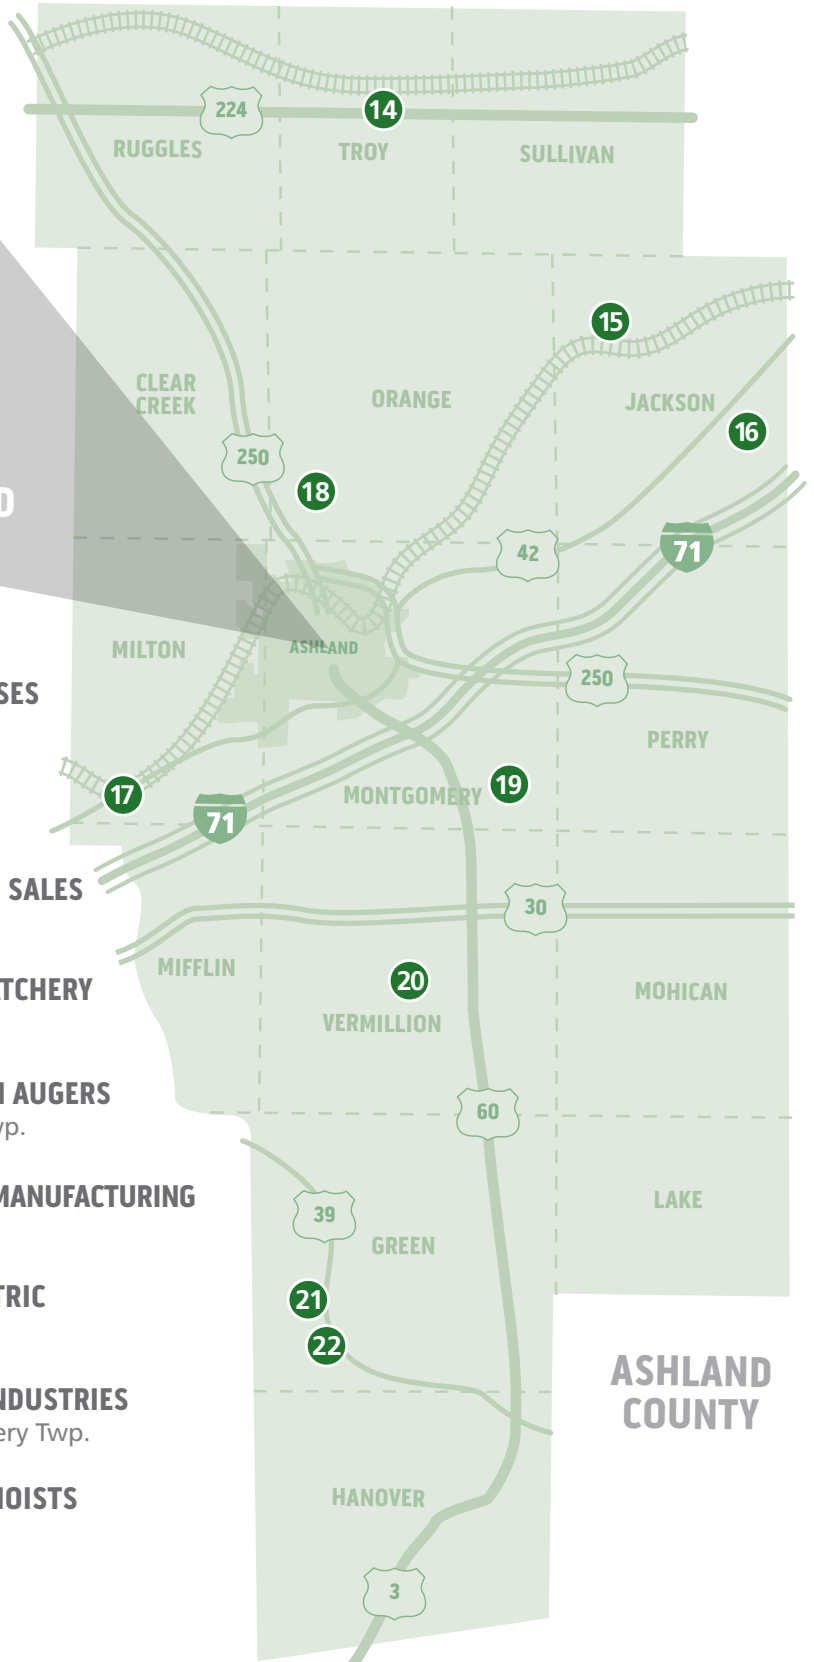 224
14
RUGGLES
TROY
SULLIVAN
15
CLEAR
CREEK
ORANGE
JACKSON
16
250
18
D
42
71
MILTON
ASHLAND
250
SES
PERRY
17
19
MONTGOMERY
71
SALES
30
MIFFLIN
20
TCHERY
MOHICAN
VERMILLION
AUGERS
60
wp.
MANUFACTURING
LAKE
39
GREEN
TRIC
21
22
ASHLAND
COUNTY
NDUSTRIES
ery Twp.
HOISTS
HANOVER
3